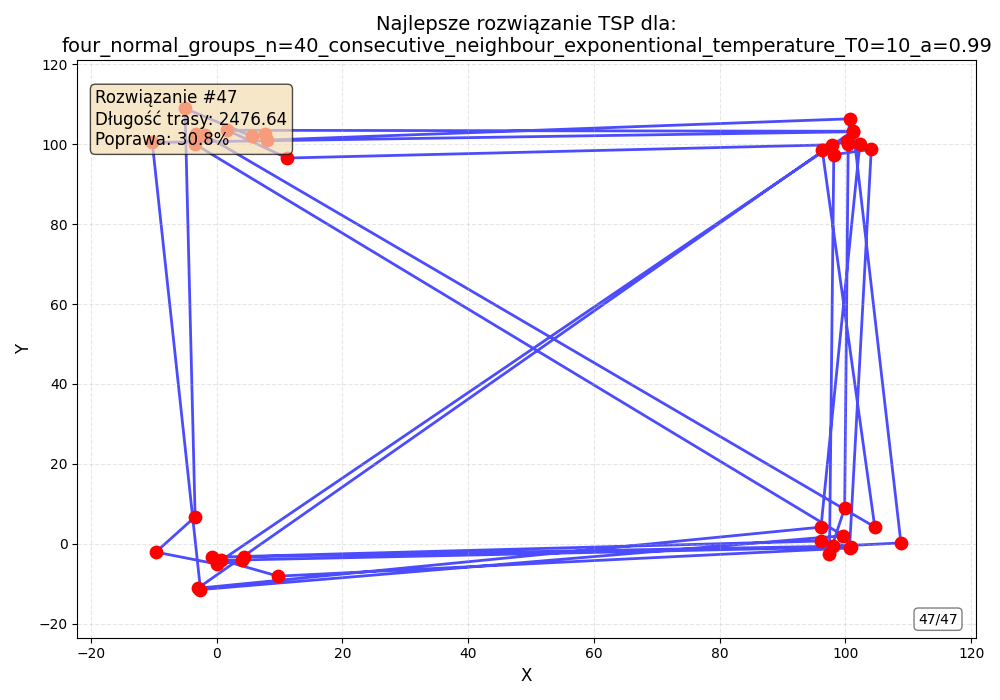 Najlepsze rozwiązanie TSP dla:
four_normal_groups_n=40_consecutive_neighbour_exponentional_temperature_T0=10_a=0.99
Rozwiązanie #47
Długość trasy: 2476.64
Poprawa: 30.8%
Y
120
100
80
60
40
20
0
−20
47/47
−20 0 20 40 60 80 100 120
X